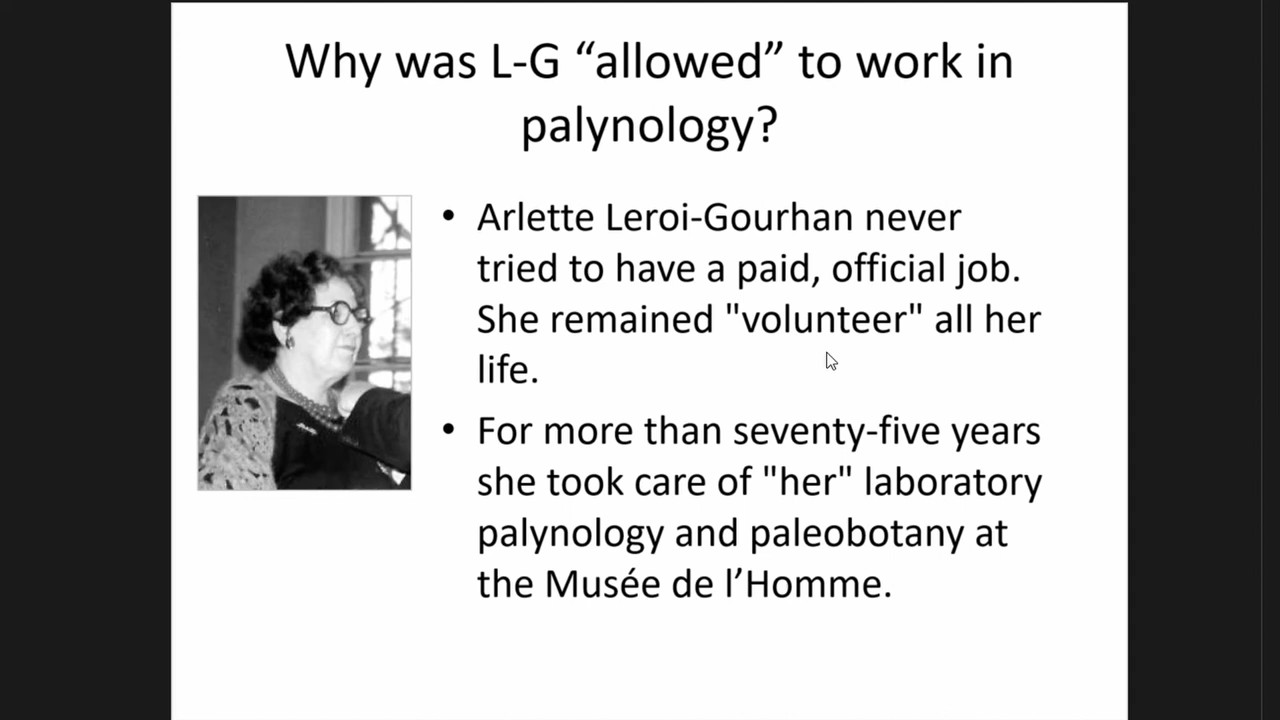 Why was L-G “allowed” to work in
palynology?
• Arlette Leroi-Gourhan never
tried to have a paid, official job.
She remained "volunteer" all her
life.
• For more than seventy-five years
she took care of "her" laboratory
palynology and paleobotany at
the Musée de l’Homme.